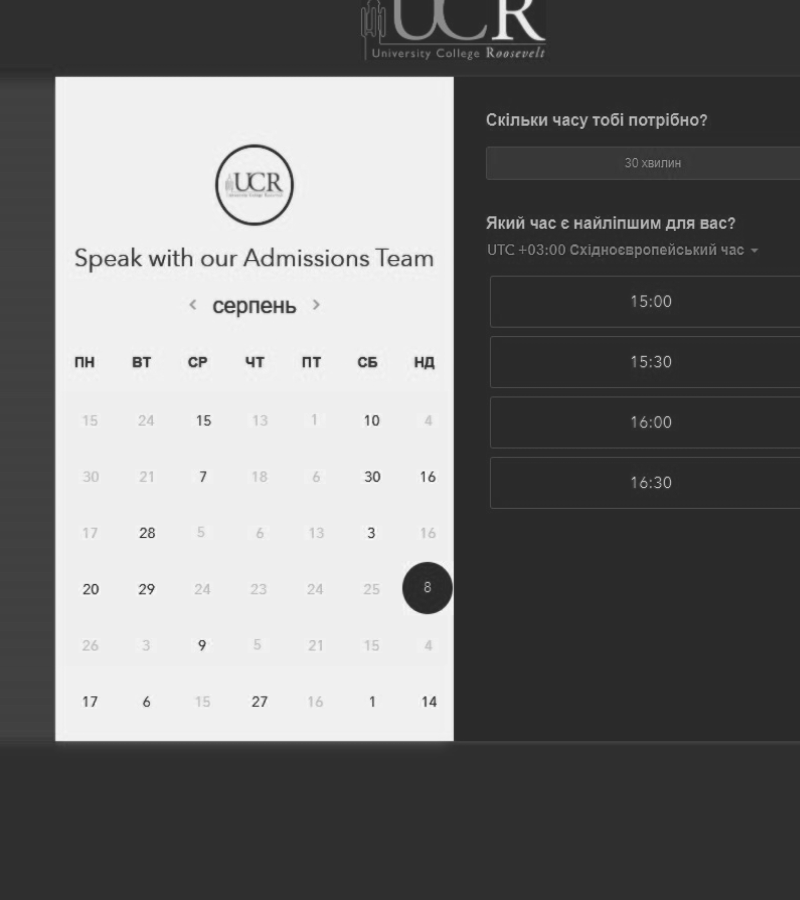 UCR
University College Roosevelt
UCR
Speak with our Admissions Team
серпень
ПН ВТ СР ЧТ ПТ СБ НД
15 24 15 13 1 10 4
30 21 7 18 6 30 16
17 28 5 6 13 3 16
20 29 24 23 24 25 8
26 3 9 5 21 15 4
17 6 15 27 16 1 14
Скільки часу тобі потрібно?
30 хвилин
Який час є найліпшим для вас?
UTC +03:00 Східноєвропейський час
15:00
15:30
16:00
16:30